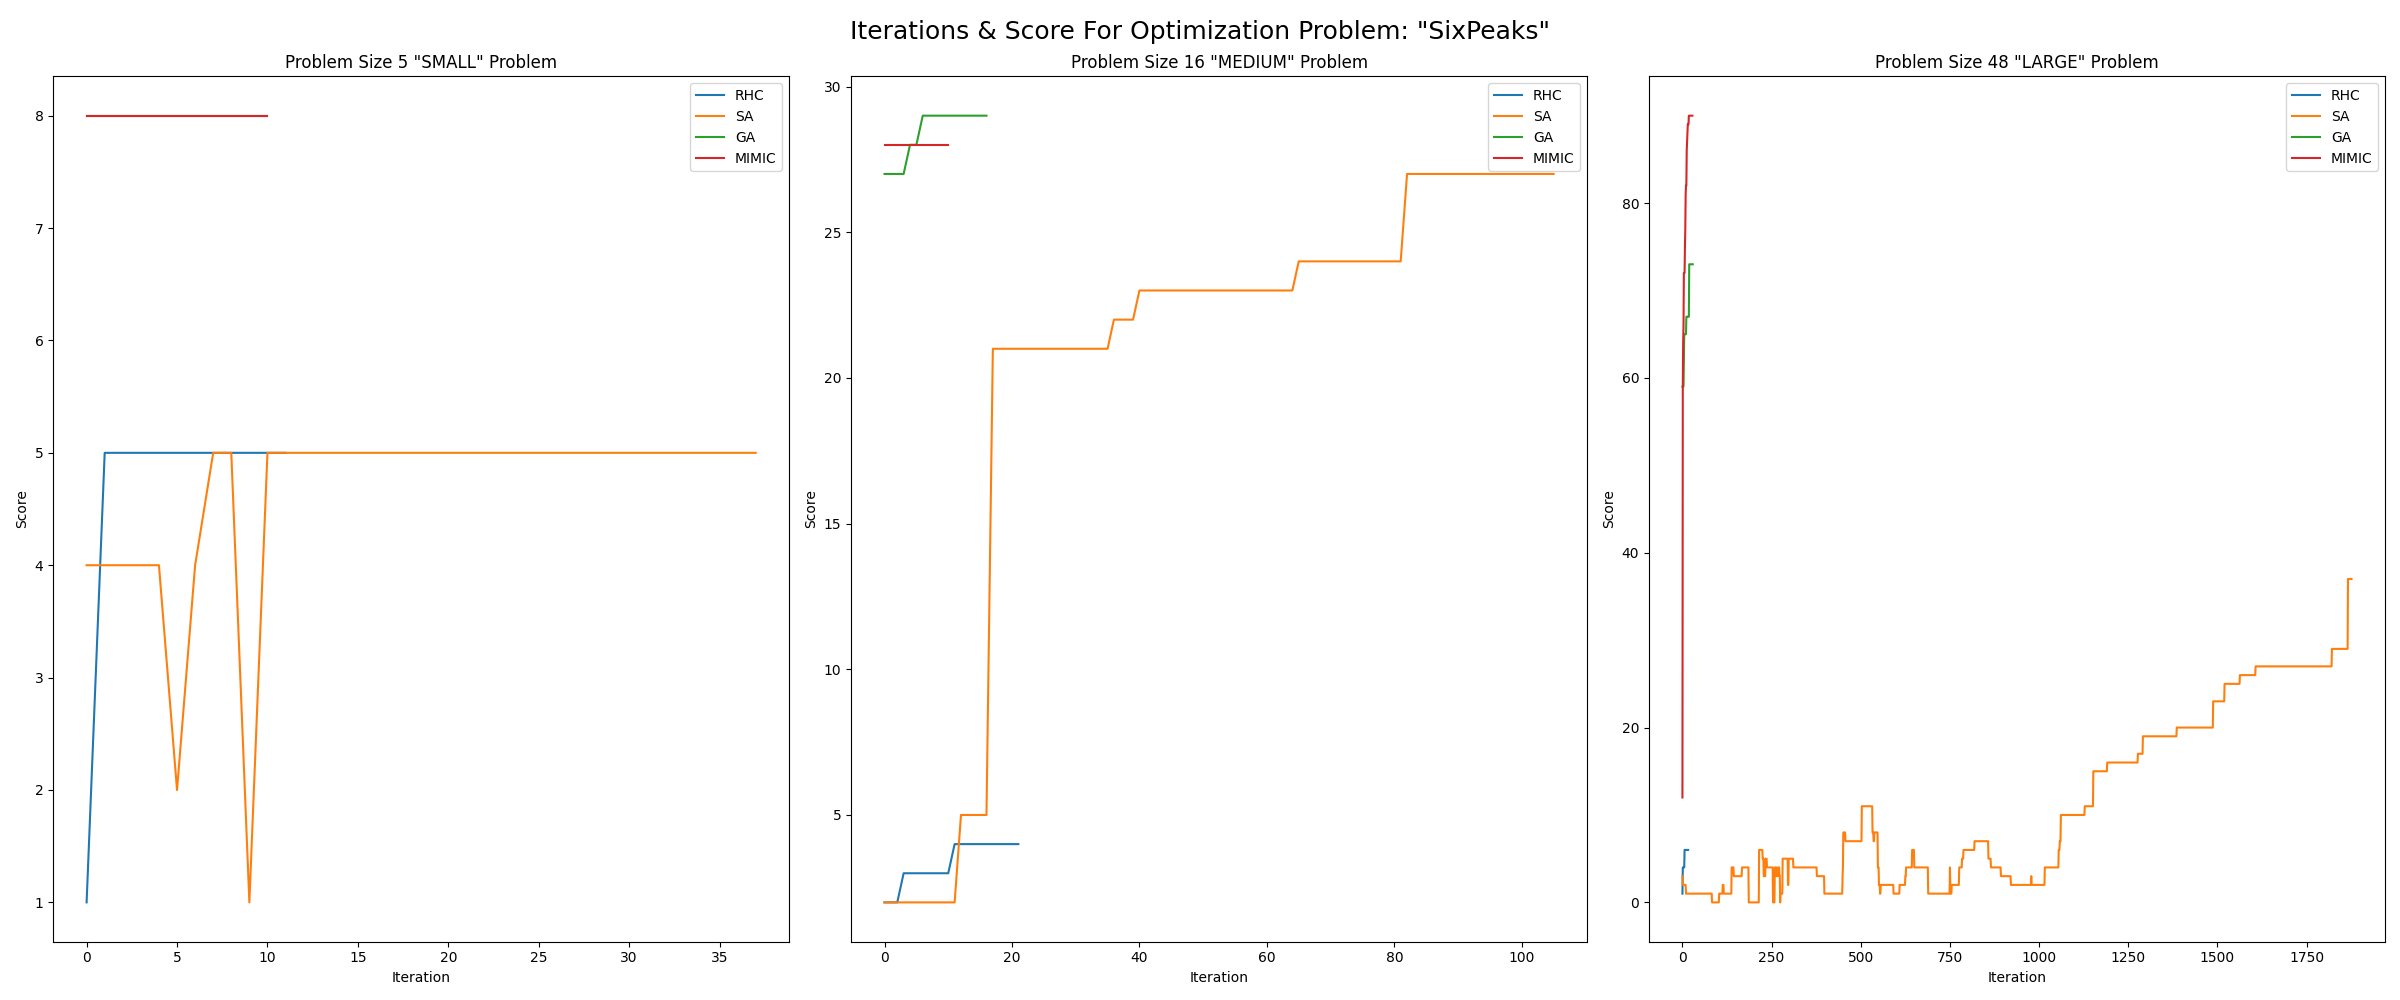 Iterations & Score For Optimization Problem: "SixPeaks"
Problem Size 5 "SMALL" Problem
8
7
6
5
4
3
2
1
Score
0 5 10 15 20 25 30 35
Iteration
RHC
SA
GA
MIMIC
Problem Size 16 "MEDIUM" Problem
30
25
20
15
10
5
Score
0 20 40 60 80 100
Iteration
RHC
SA
GA
MIMIC
Problem Size 48 "LARGE" Problem
80
60
40
20
0
Score
0 250 500 750 1000 1250 1500 1750
Iteration
RHC
SA
GA
MIMIC